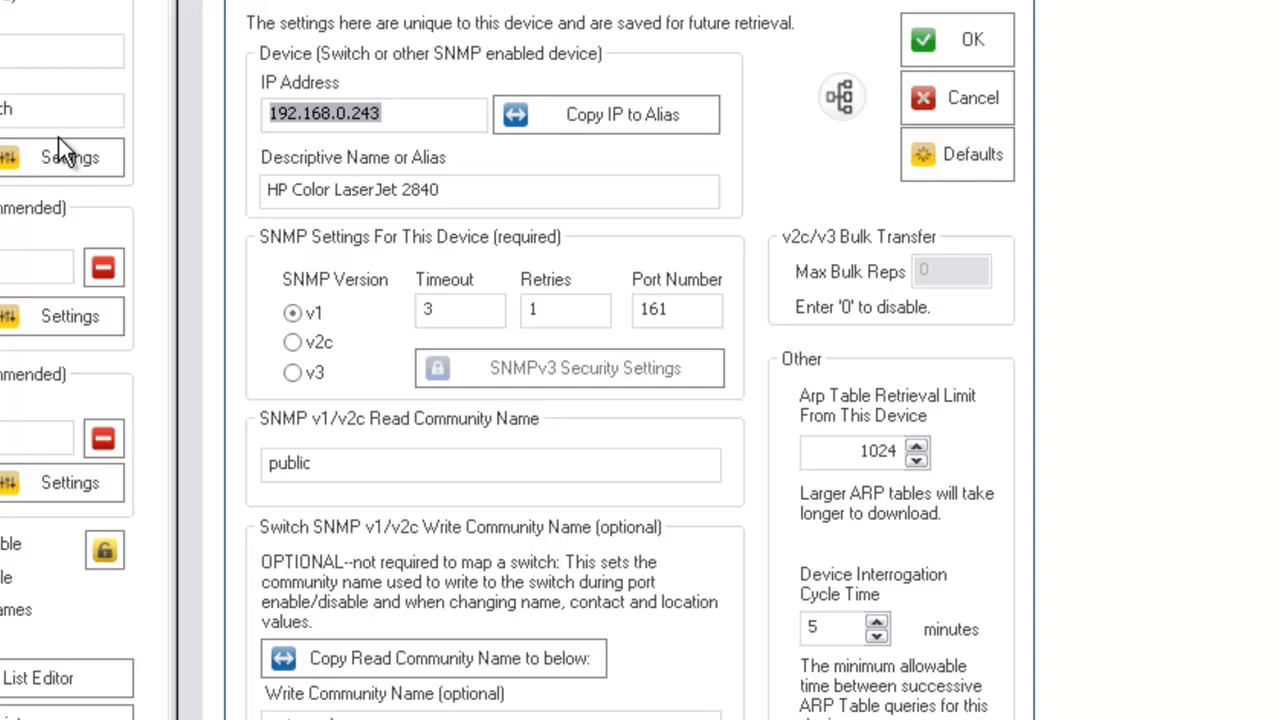 The settings here are unique to this device and are saved for future retrieval.
OK
Device (Switch or other SNMP enabled device)
IP Address
192.168.0.243
Copy IP to Alias
Cancel
Descriptive Name or Alias
Defaults
HP Color LaserJet 2840
SNMP Settings For This Device (required)
SNMP Version
Timeout
Retries
Port Number
v1
3
1
161
v2c
v3
SNMPv3 Security Settings
SNMP v1/v2c Read Community Name
public
Switch SNMP v1/v2c Write Community Name (optional)
OPTIONAL--not required to map a switch: This sets the
community name used to write to the switch during port
enable/disable and when changing name, contact and location
values.
Copy Read Community Name to below:
Write Community Name (optional)
v2c/v3 Bulk Transfer
Max Bulk Reps
0
Enter '0' to disable.
Other
Arp Table Retrieval Limit
From This Device
1024
Larger ARP tables will take
longer to download.
Device Interrogation
Cycle Time
5
minutes
The minimum allowable
time between successive
ARP Table queries for this
ch
Settings
mmended)
Settings
mmended)
Settings
ble
le
ames
List Editor